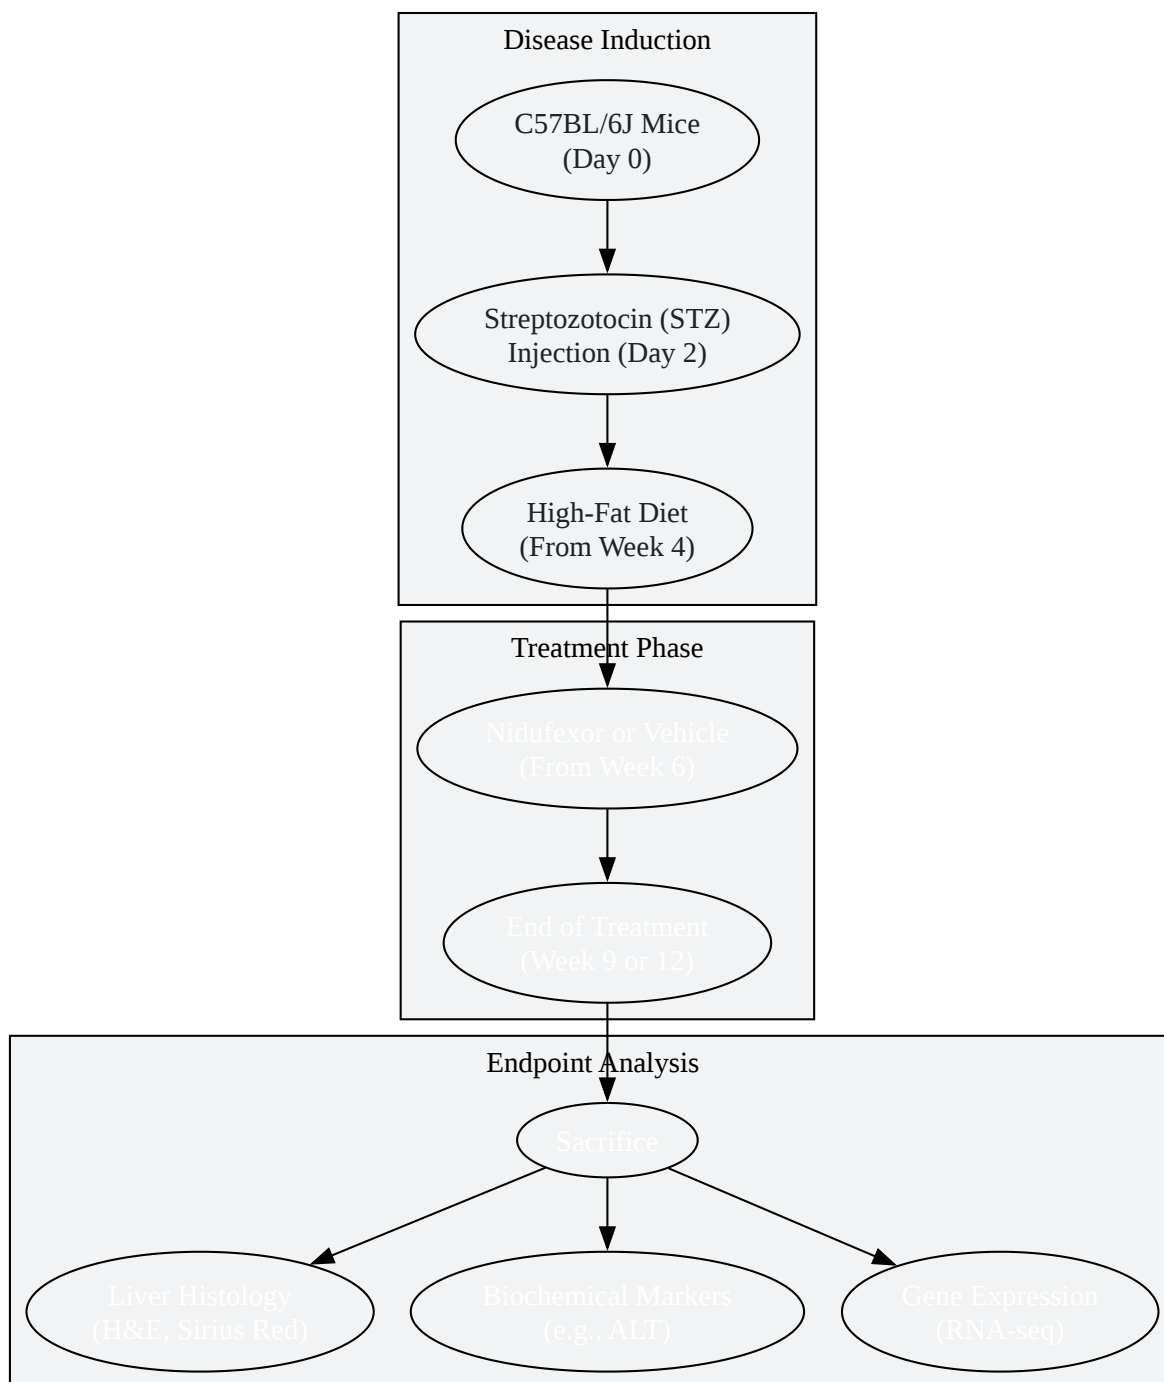 Disease Induction
C57BL/6J Mice
(Day 0)
Streptozotocin (STZ)
Injection (Day 2)
High-Fat Diet
(From Week 4)
Treatment Phase
Nidufexor or Vehicle
(From Week 6)
End of Treatment
(Week 9 or 12)
Endpoint Analysis
Sacrifice
Liver Histology
(H&E, Sirius Red)
Biochemical Markers
(e.g., ALT)
Gene Expression
(RNA-seq)